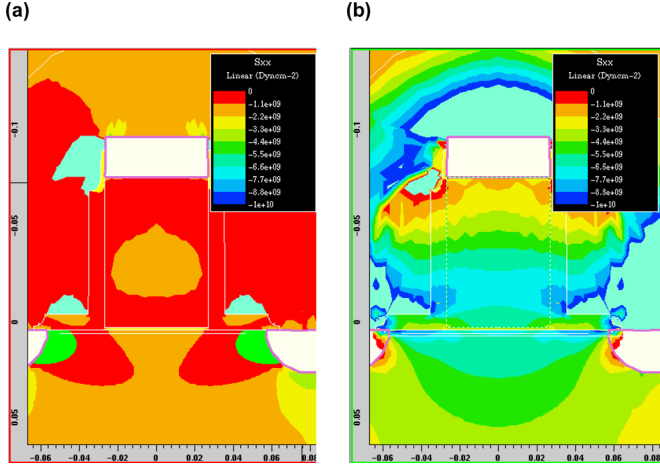 (a) (b)
Sxx
Linear (Dyncm-2)
0
-1.1e+09
-2.2e+09
-3.3e+09
-4.4e+09
-5.5e+09
-6.6e+09
-7.7e+09
-8.8e+09
-1e+10
Sxx
Linear (Dyncm-2)
0
-1.1e+09
-2.2e+09
-3.3e+09
-4.4e+09
-5.5e+09
-6.6e+09
-7.7e+09
-8.8e+09
-1e+10
-0.1
-0.05
0
0.05
-0.06 -0.04 -0.02 0 0.02 0.04 0.06 0.08
-0.1
-0.05
0
0.05
-0.06 -0.04 -0.02 0 0.02 0.04 0.06 0.08